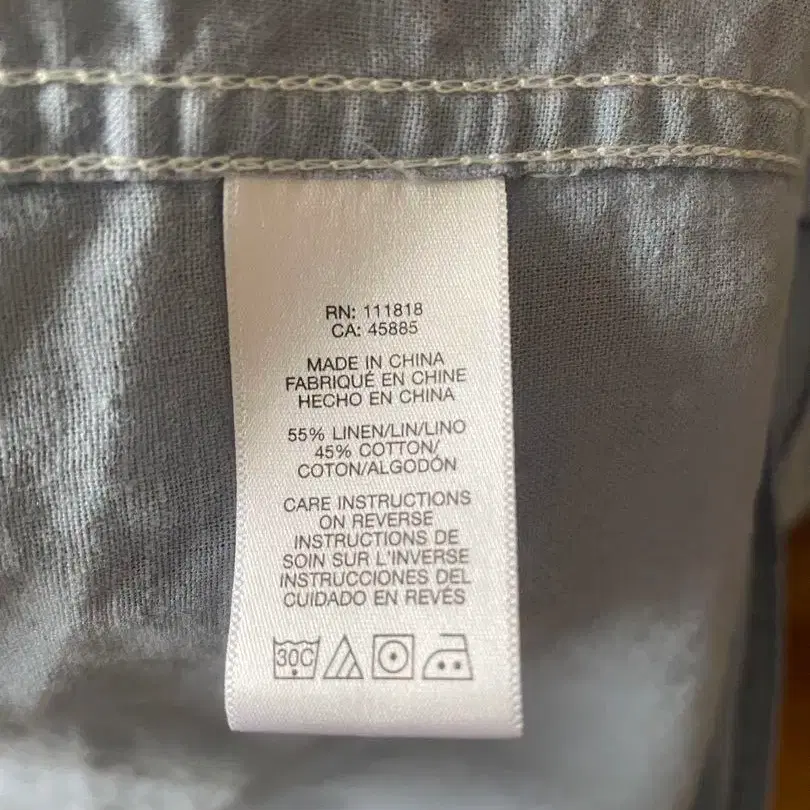 RN: 111818
CA: 45885
MADE IN CHINA
FABRIQUÉ EN CHINE
HECHO EN CHINA
55% LINEN/LIN/LINO
45% COTTON/
COTON/ALGODÓN
CARE INSTRUCTIONS
ON REVERSE
INSTRUCTIONS DE
SOIN SUR L'INVERSE
INSTRUCCIONES DEL
CUIDADO EN REVÉS
30C